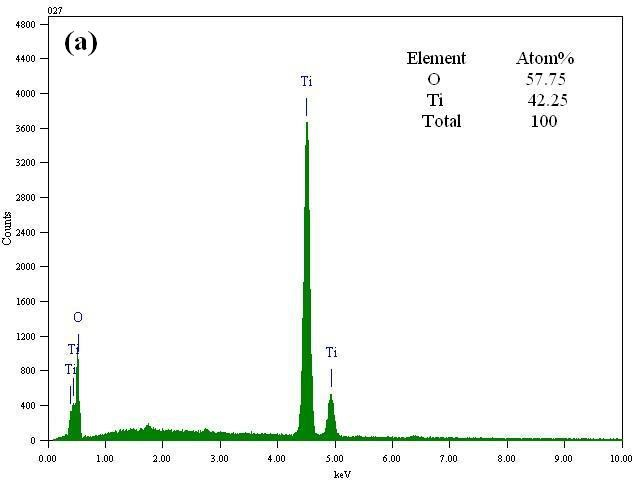 027
(a)
Element Atom%
O 57.75
Ti 42.25
Total 100
Ti
Ti
O
Ti
Ti
Counts
4800
4400
4000
3600
3200
2800
2400
2000
1600
1200
800
400
0
0.00 1.00 2.00 3.00 4.00 5.00 6.00 7.00 8.00 9.00 10.00
keV